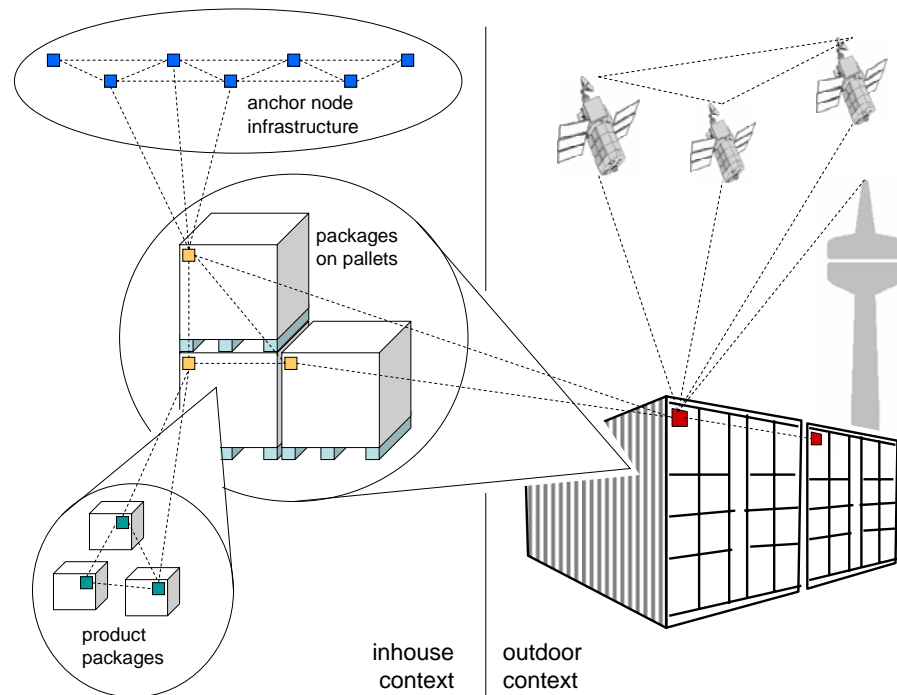 anchor node
infrastructure
packages
on pallets
product
packages
inhouse
context
outdoor
context